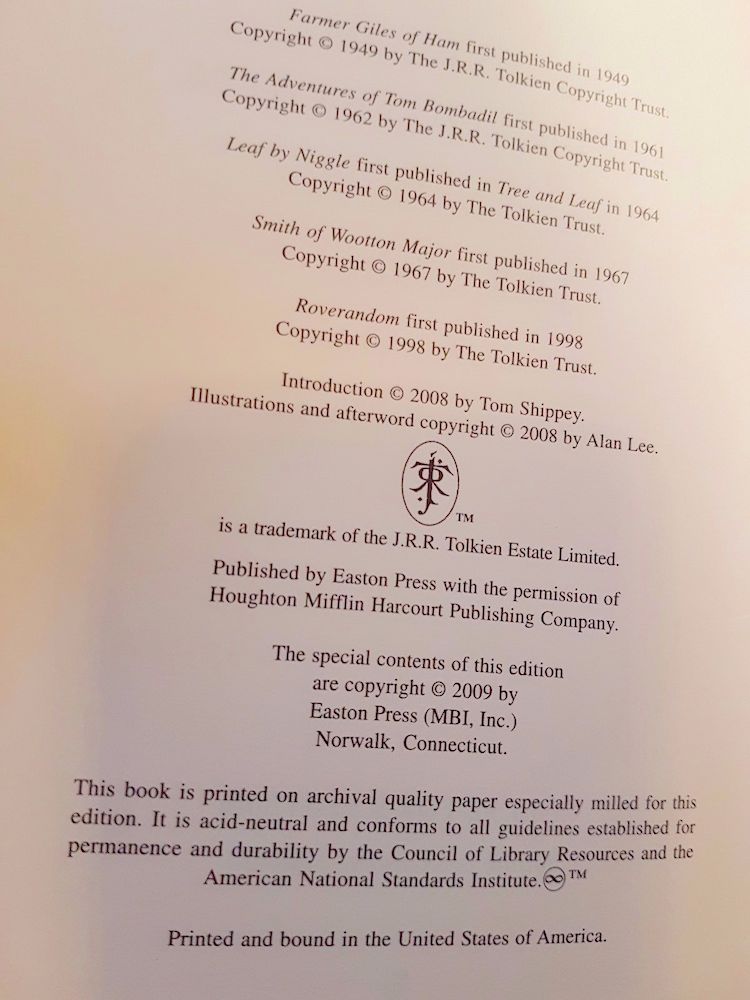 Farmer Giles of Ham first published in 1949
Copyright © 1949 by The J.R.R. Tolkien Copyright Trust.
The Adventures of Tom Bombadil first published in 1961
Copyright © 1962 by The J.R.R. Tolkien Copyright Trust.
Leaf by Niggle first published in Tree and Leaf in 1964
Copyright © 1964 by The Tolkien Trust.
Smith of Wootton Major first published in 1967
Copyright © 1967 by The Tolkien Trust.
Roverandom first published in 1998
Copyright © 1998 by The Tolkien Trust.
Introduction © 2008 by Tom Shippey.
Illustrations and afterword copyright © 2008 by Alan Lee.
TM
is a trademark of the J.R.R. Tolkien Estate Limited.
Published by Easton Press with the permission of
Houghton Mifflin Harcourt Publishing Company.
The special contents of this edition
are copyright © 2009 by
Easton Press (MBI, Inc.)
Norwalk, Connecticut.
This book is printed on archival quality paper especially milled for this
edition. It is acid-neutral and conforms to all guidelines established for
permanence and durability by the Council of Library Resources and the
American National Standards Institute.♾™
Printed and bound in the United States of America.